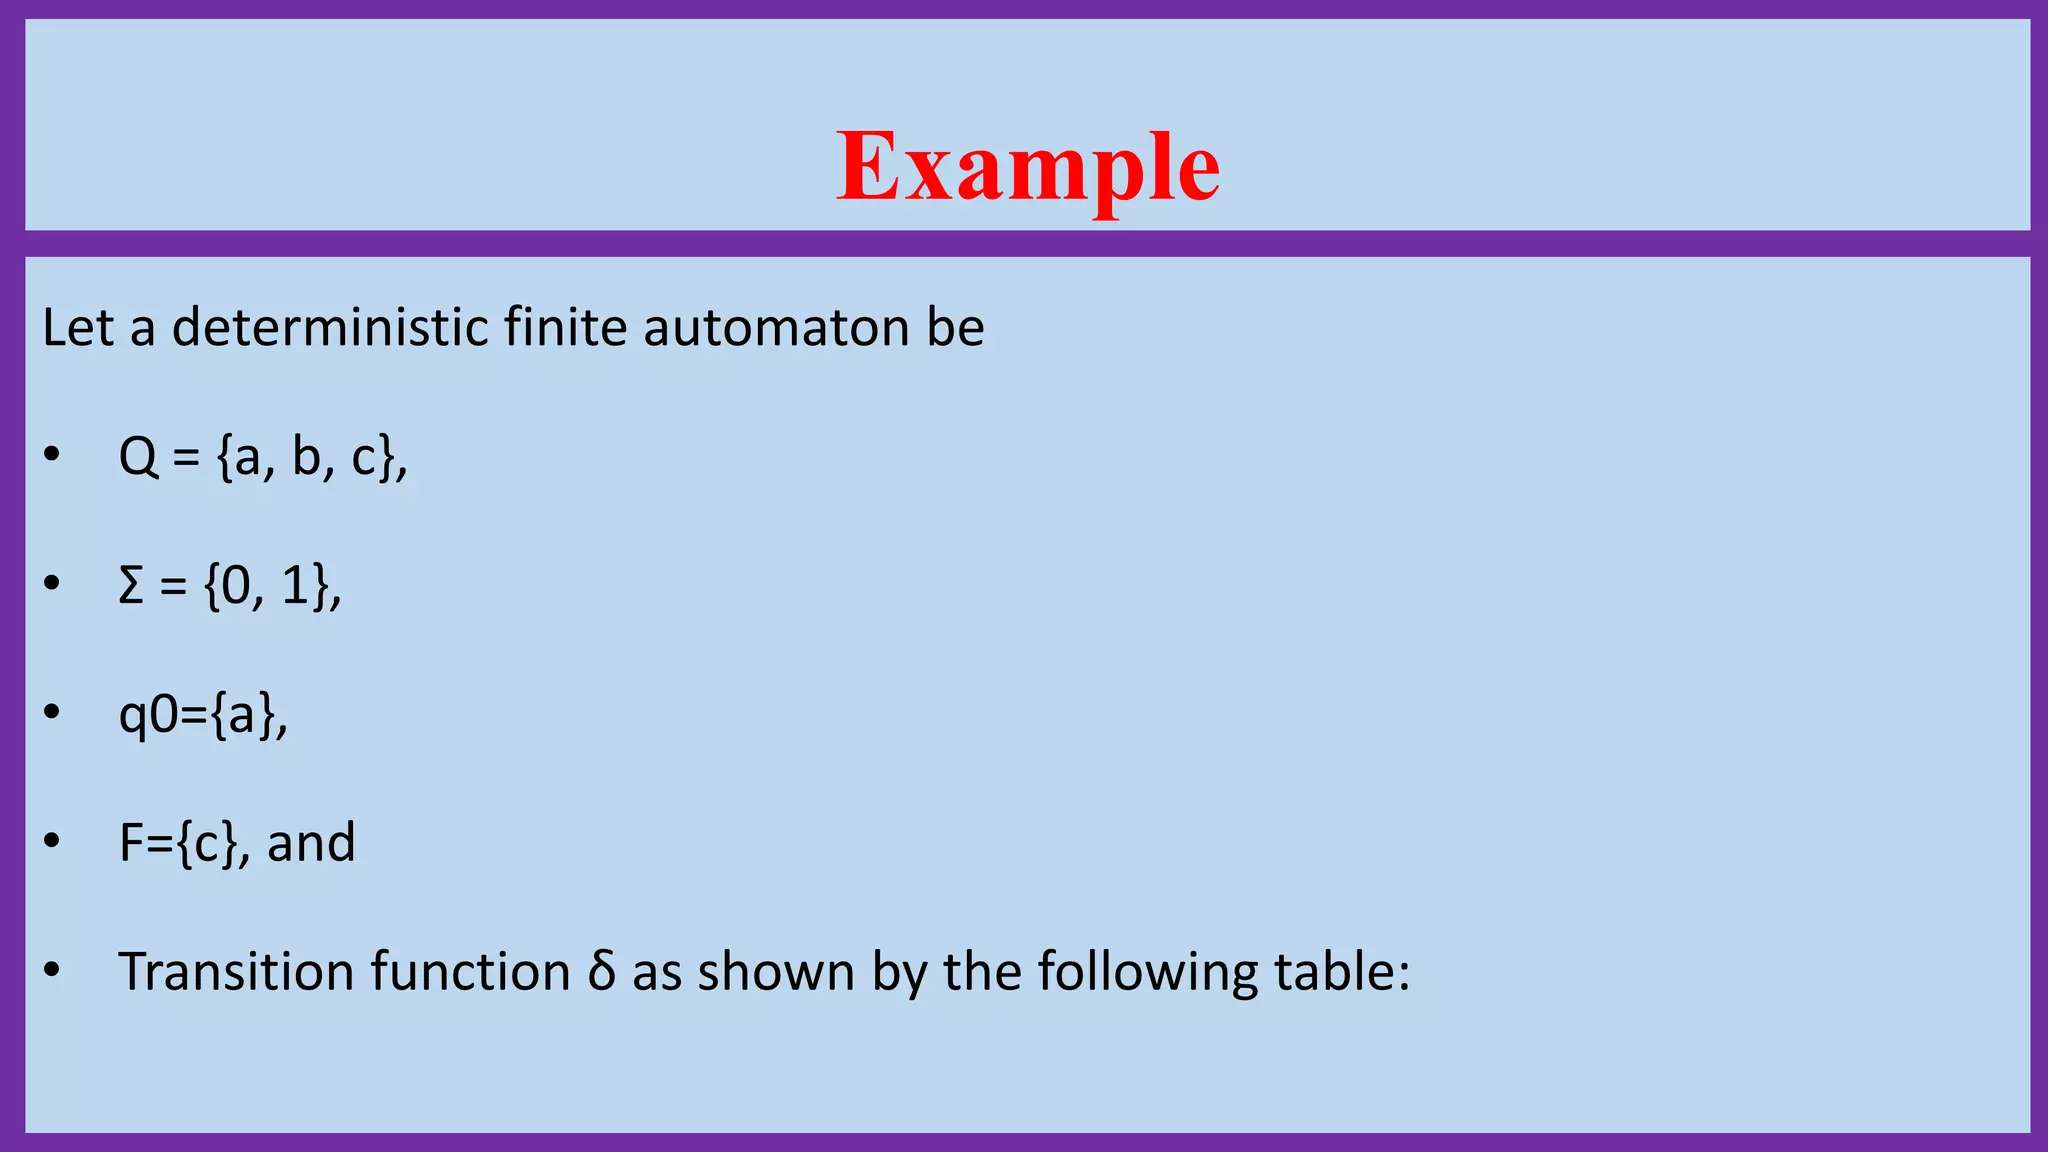 Example
Let a deterministic finite automaton be
• Q = {a, b, c},
• Σ = {0, 1},
• q0={a},
• F={c}, and
• Transition function δ as shown by the following table: